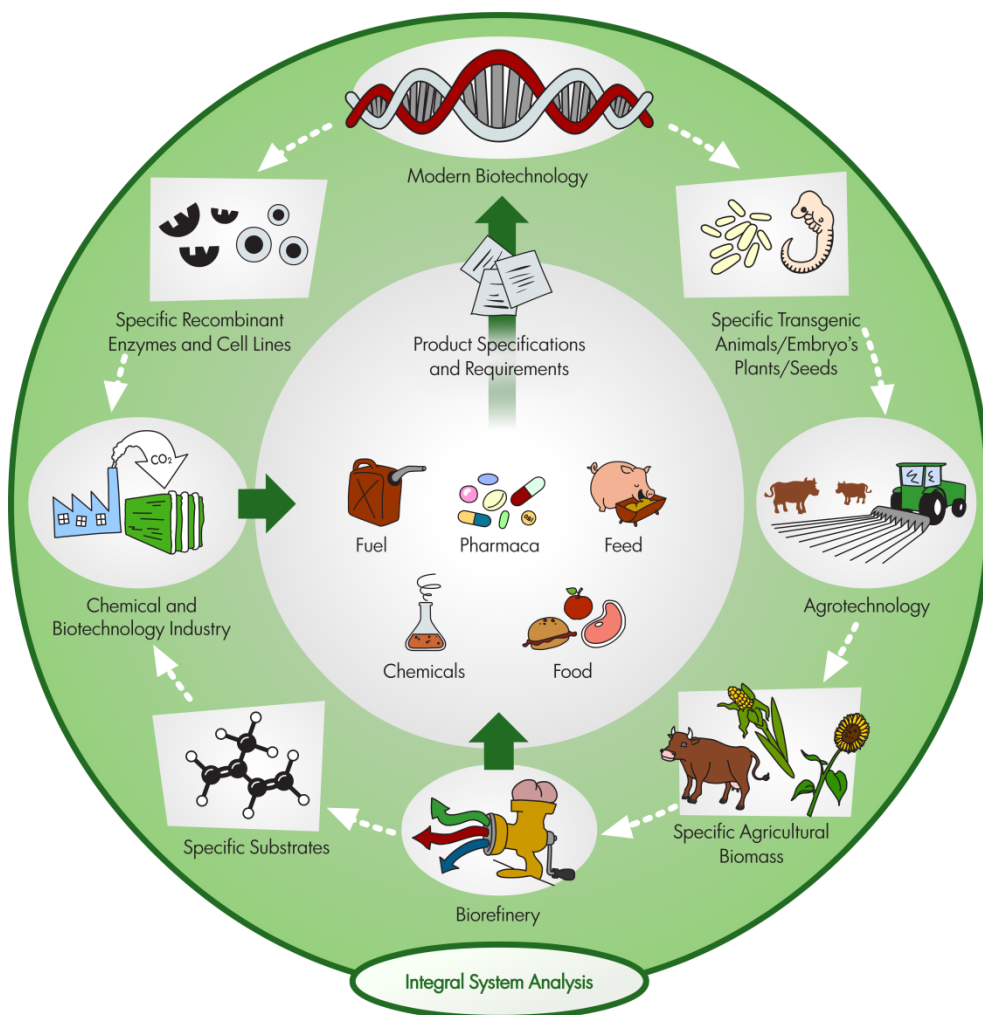 Modern Biotechnology
Specific Recombinant
Enzymes and Cell Lines
Product Specifications
and Requirements
Specific Transgenic
Animals/Embryo's
Plants/Seeds
CO2
Chemical and
Biotechnology Industry
Fuel
Pharmaca
Feed
Agrotechnology
Chemicals
Food
Specific Substrates
Biorefinery
Specific Agricultural
Biomass
Integral System Analysis